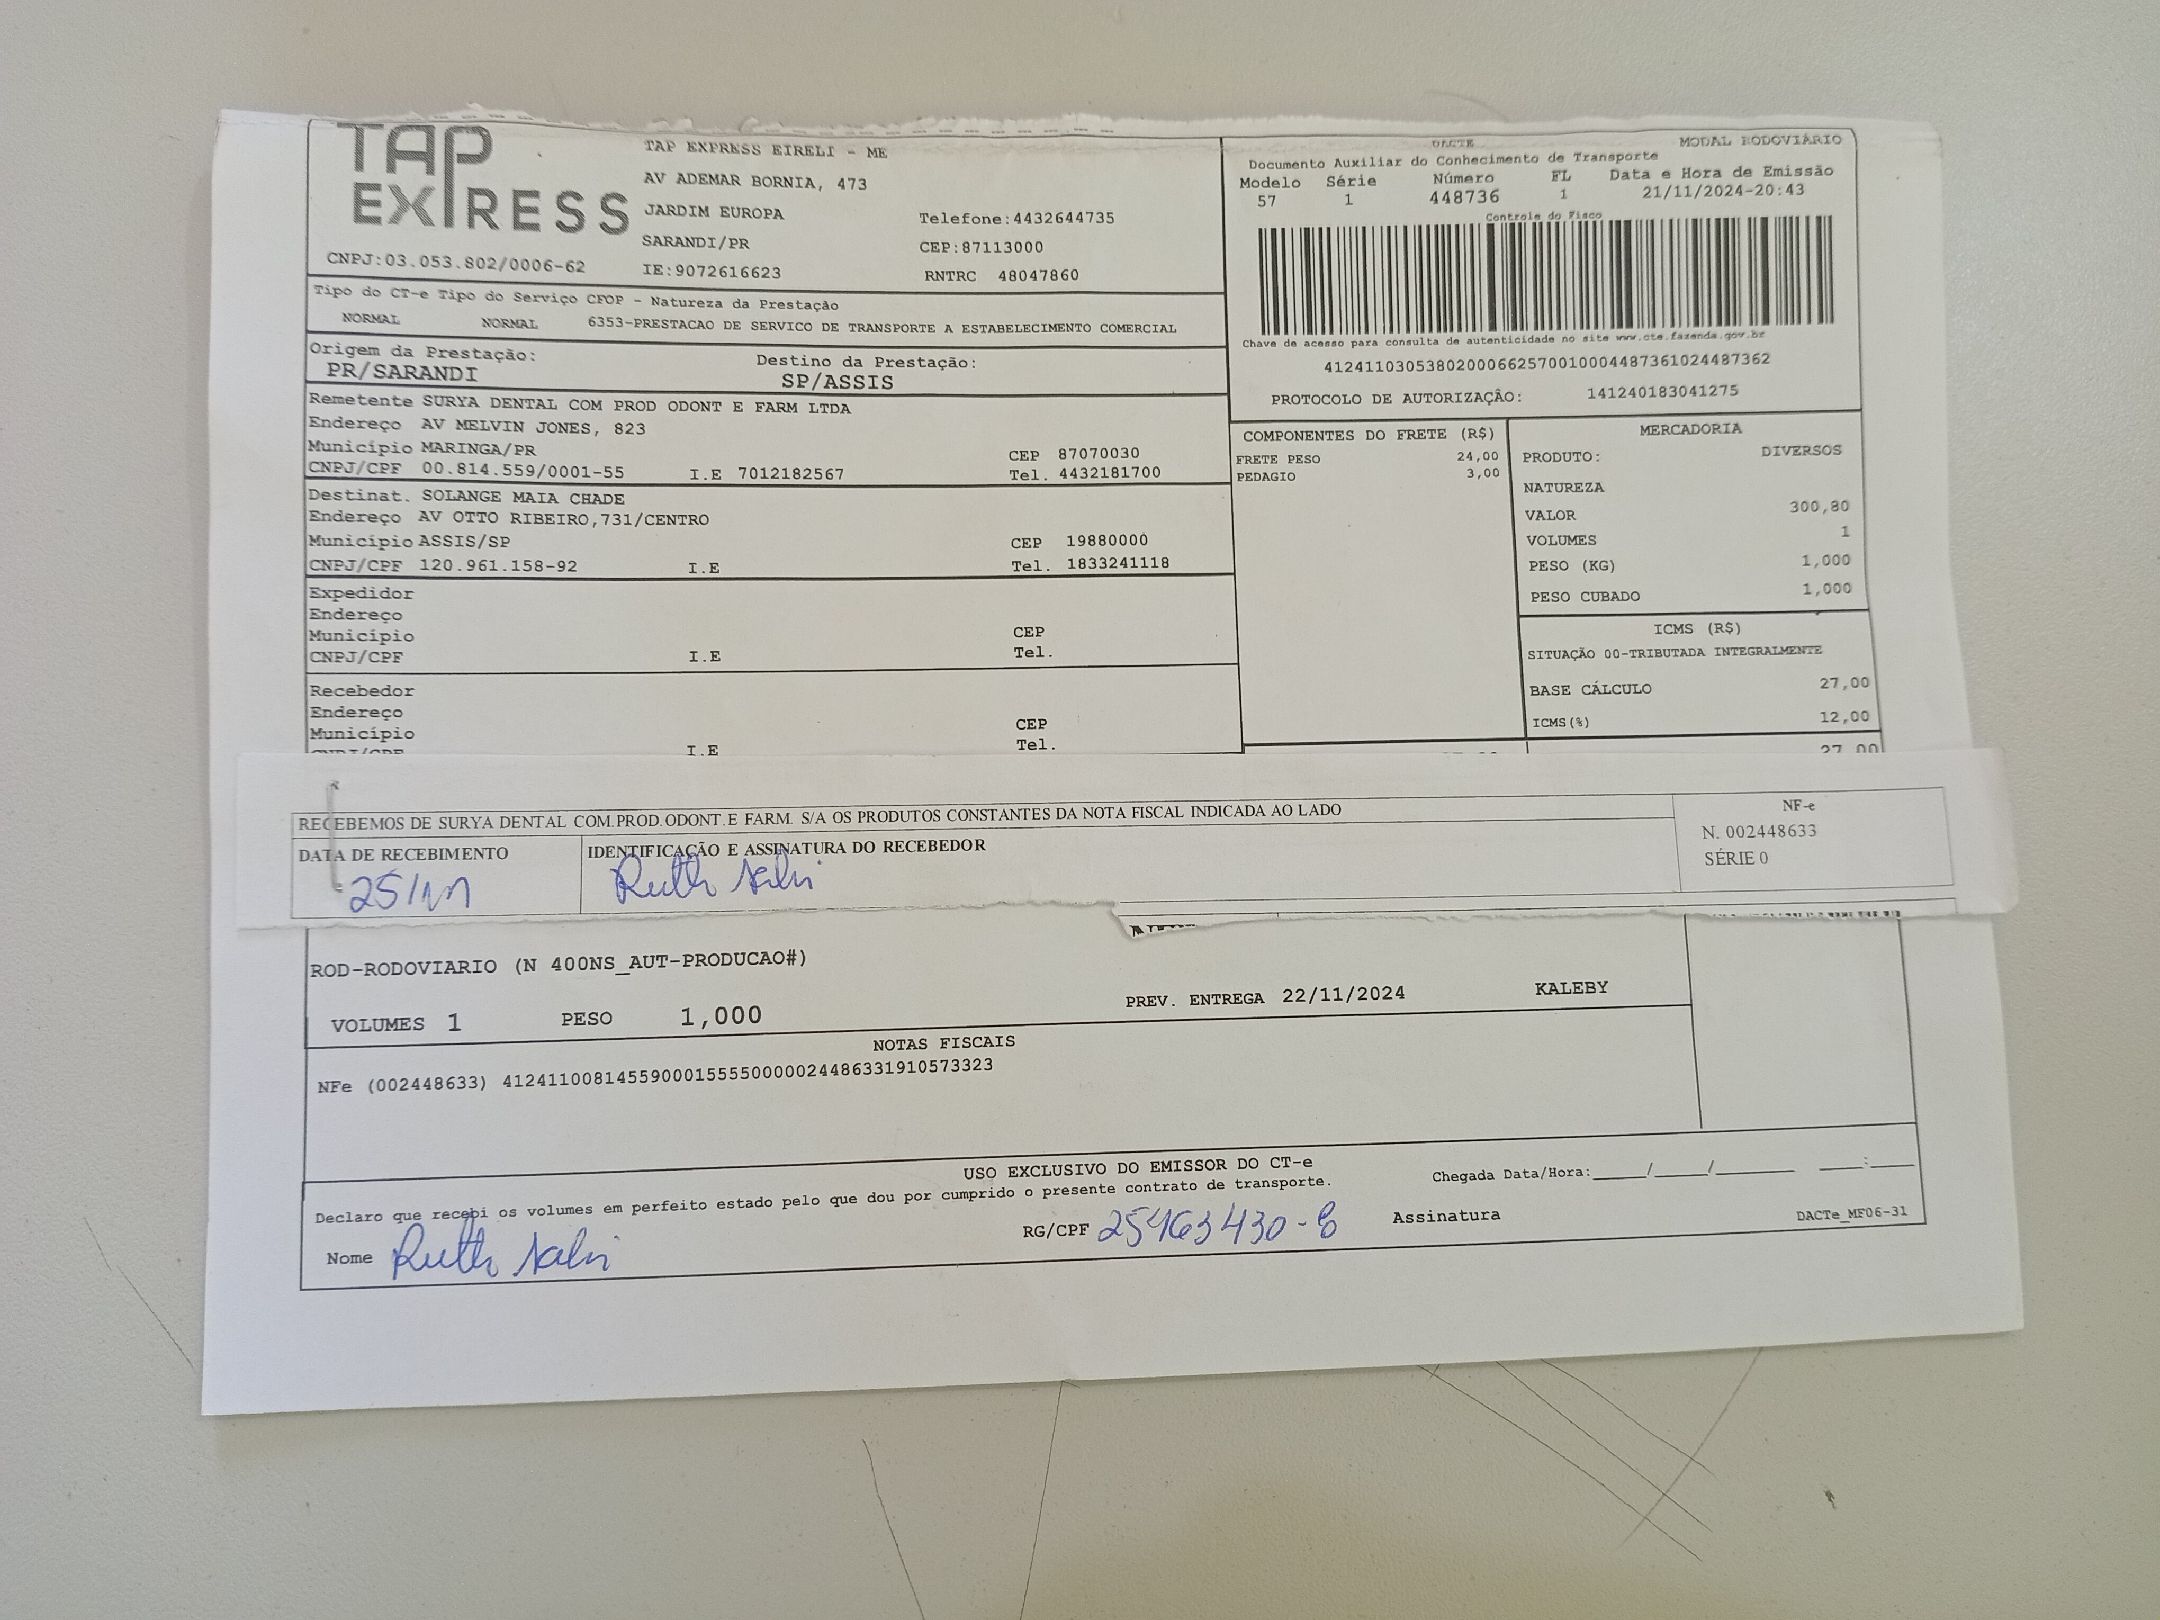 TAP
EXPRESS
CNPJ:03.053.802/0006-62
TAP EXPRESS EIRELI - ME
AV ADEMAR BORNIA, 473
JARDIM EUROPA
Telefone:4432644735
SARANDI/PR
CEP:87113000
IE:9072616623
RNTRC 48047860
DACTE
MODAL RODOVIÁRIO
Documento Auxiliar do Conhecimento de Transporte
Modelo Série Número FL Data e Hora de Emissão
57 1 448736 1 21/11/2024-20:43
Controle do Fisco
Chave de acesso para consulta de autenticidade no site www.cte.fazenda.gov.br
41241103053802000662570010004487361024487362
PROTOCOLO DE AUTORIZAÇÃO: 141240183041275
Tipo do CT-e Tipo do Serviço CFOP - Natureza da Prestação
NORMAL NORMAL 6353-PRESTACAO DE SERVICO DE TRANSPORTE A ESTABELECIMENTO COMERCIAL
Origem da Prestação: Destino da Prestação:
PR/SARANDI SP/ASSIS
Remetente SURYA DENTAL COM PROD ODONT E FARM LTDA
Endereço AV MELVIN JONES, 823
Município MARINGA/PR CEP 87070030
CNPJ/CPF 00.814.559/0001-55 I.E 7012182567 Tel. 4432181700
Destinat. SOLANGE MAIA CHADE
Endereço AV OTTO RIBEIRO,731/CENTRO
Município ASSIS/SP CEP 19880000
CNPJ/CPF 120.961.158-92 I.E Tel. 1833241118
Expedidor
Endereço
Município CEP
CNPJ/CPF I.E Tel.
Recebedor
Endereço
Município CEP
CNPJ/CPF I.E Tel.
COMPONENTES DO FRETE (R$)
FRETE PESO 24,00
PEDAGIO 3,00
MERCADORIA
PRODUTO: DIVERSOS
NATUREZA
VALOR 300,80
VOLUMES 1
PESO (KG) 1,000
PESO CUBADO 1,000
ICMS (R$)
SITUAÇÃO 00-TRIBUTADA INTEGRALMENTE
BASE CÁLCULO 27,00
ICMS(%) 12,00
27,00
RECEBEMOS DE SURYA DENTAL COM.PROD.ODONT.E FARM. S/A OS PRODUTOS CONSTANTES DA NOTA FISCAL INDICADA AO LADO
DATA DE RECEBIMENTO IDENTIFICAÇÃO E ASSINATURA DO RECEBEDOR
25/11 Ruth
NF-e
N. 002448633
SÉRIE 0
ROD-RODOVIARIO (N 400NS_AUT-PRODUCAO#)
VOLUMES 1 PESO 1,000 PREV. ENTREGA 22/11/2024 KALEBY
NOTAS FISCAIS
NFe (002448633) 41241100814559000155550000024486331910573323
USO EXCLUSIVO DO EMISSOR DO CT-e
Declaro que recebi os volumes em perfeito estado pelo que dou por cumprido o presente contrato de transporte.
Chegada Data/Hora:____/____/______ ___:___
Nome Ruth RG/CPF 25463430-8 Assinatura
DACTe_MF06-31